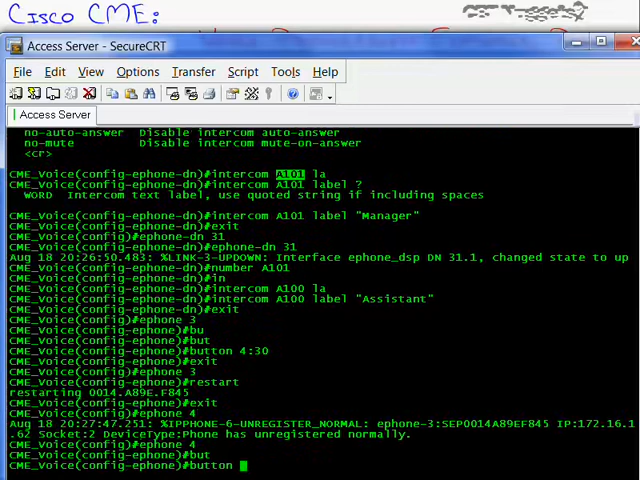 Cisco CME:
Access Server - SecureCRT
File Edit View Options Transfer Script Tools Help
Access Server
no-auto-answer Disable intercom auto-answer
no-mute Disable intercom mute-on-answer
<cr>
CME_Voice(config-ephone-dn)#intercom A101 la
CME_Voice(config-ephone-dn)#intercom A101 label ?
WORD Intercom text label, use quoted string if including spaces
CME_Voice(config-ephone-dn)#intercom A101 label "Manager"
CME_Voice(config-ephone-dn)#exit
CME_Voice(config)#ephone-dn 31
CME_Voice(config-ephone-dn)#ephone-dn 31
Aug 18 20:26:50.483: %LINK-3-UPDOWN: Interface ephone_dsp DN 31.1, changed state to up
CME_Voice(config-ephone-dn)#number A101
CME_Voice(config-ephone-dn)#in
CME_Voice(config-ephone-dn)#intercom A100 la
CME_Voice(config-ephone-dn)#intercom A100 label "Assistant"
CME_Voice(config-ephone-dn)#exit
CME_Voice(config)#ephone 3
CME_Voice(config-ephone)#bu
CME_Voice(config-ephone)#but
CME_Voice(config-ephone)#button 4:30
CME_Voice(config-ephone)#exit
CME_Voice(config)#ephone 3
CME_Voice(config-ephone)#restart
restarting 0014.A89E.F845
CME_Voice(config-ephone)#exit
CME_Voice(config)#ephone 4
Aug 18 20:27:47.251: %IPPHONE-6-UNREGISTER_NORMAL: ephone-3:SEP0014A89EF845 IP:172.16.1
.62 Socket:2 DeviceType:Phone has unregistered normally.
CME_Voice(config-ephone)#ephone 4
CME_Voice(config-ephone)#but
CME_Voice(config-ephone)#button